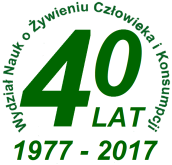 Wydział Nauk o Żywieniu Człowieka i Konsumpcji
40
LAT
1977 - 2017